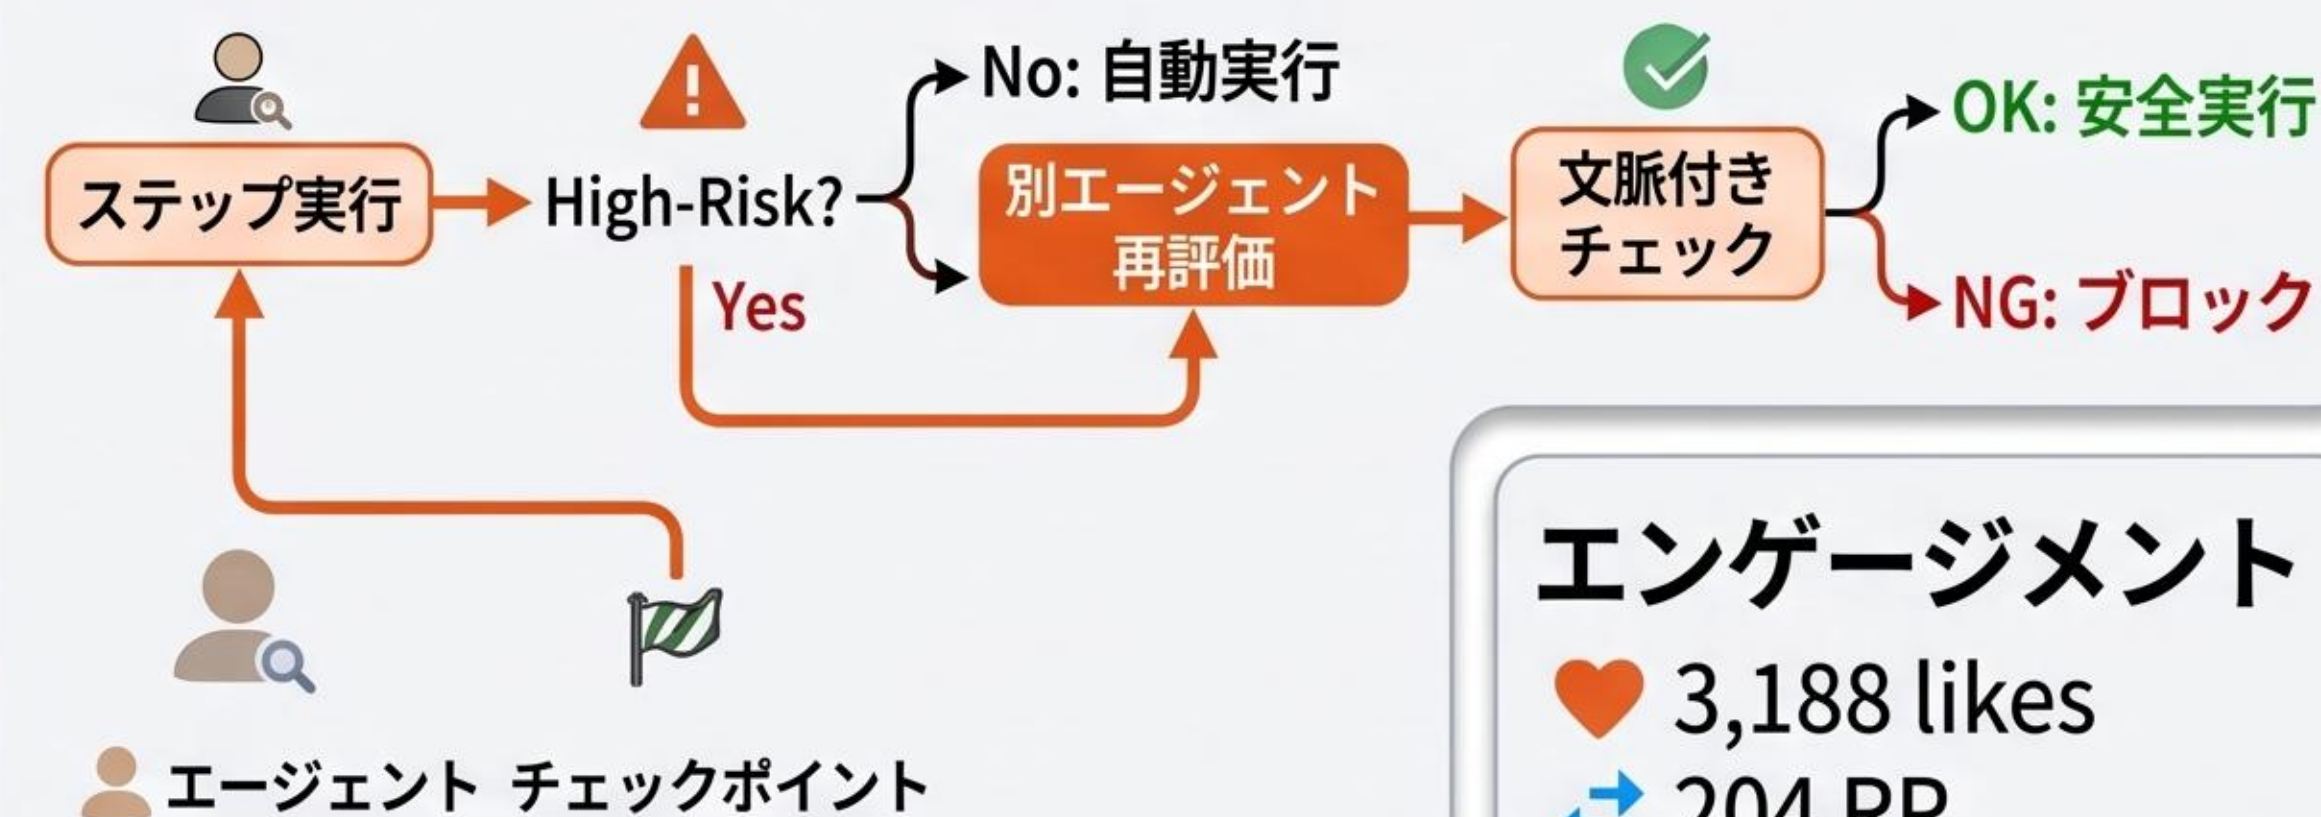 ステップ実行
High-Risk?
Yes
No: 自動実行
別エージェント
再評価
文脈付き
チェック
OK: 安全実行
NG: ブロック
エージェント チェックポイント
エンゲージメント
3,188 likes
204